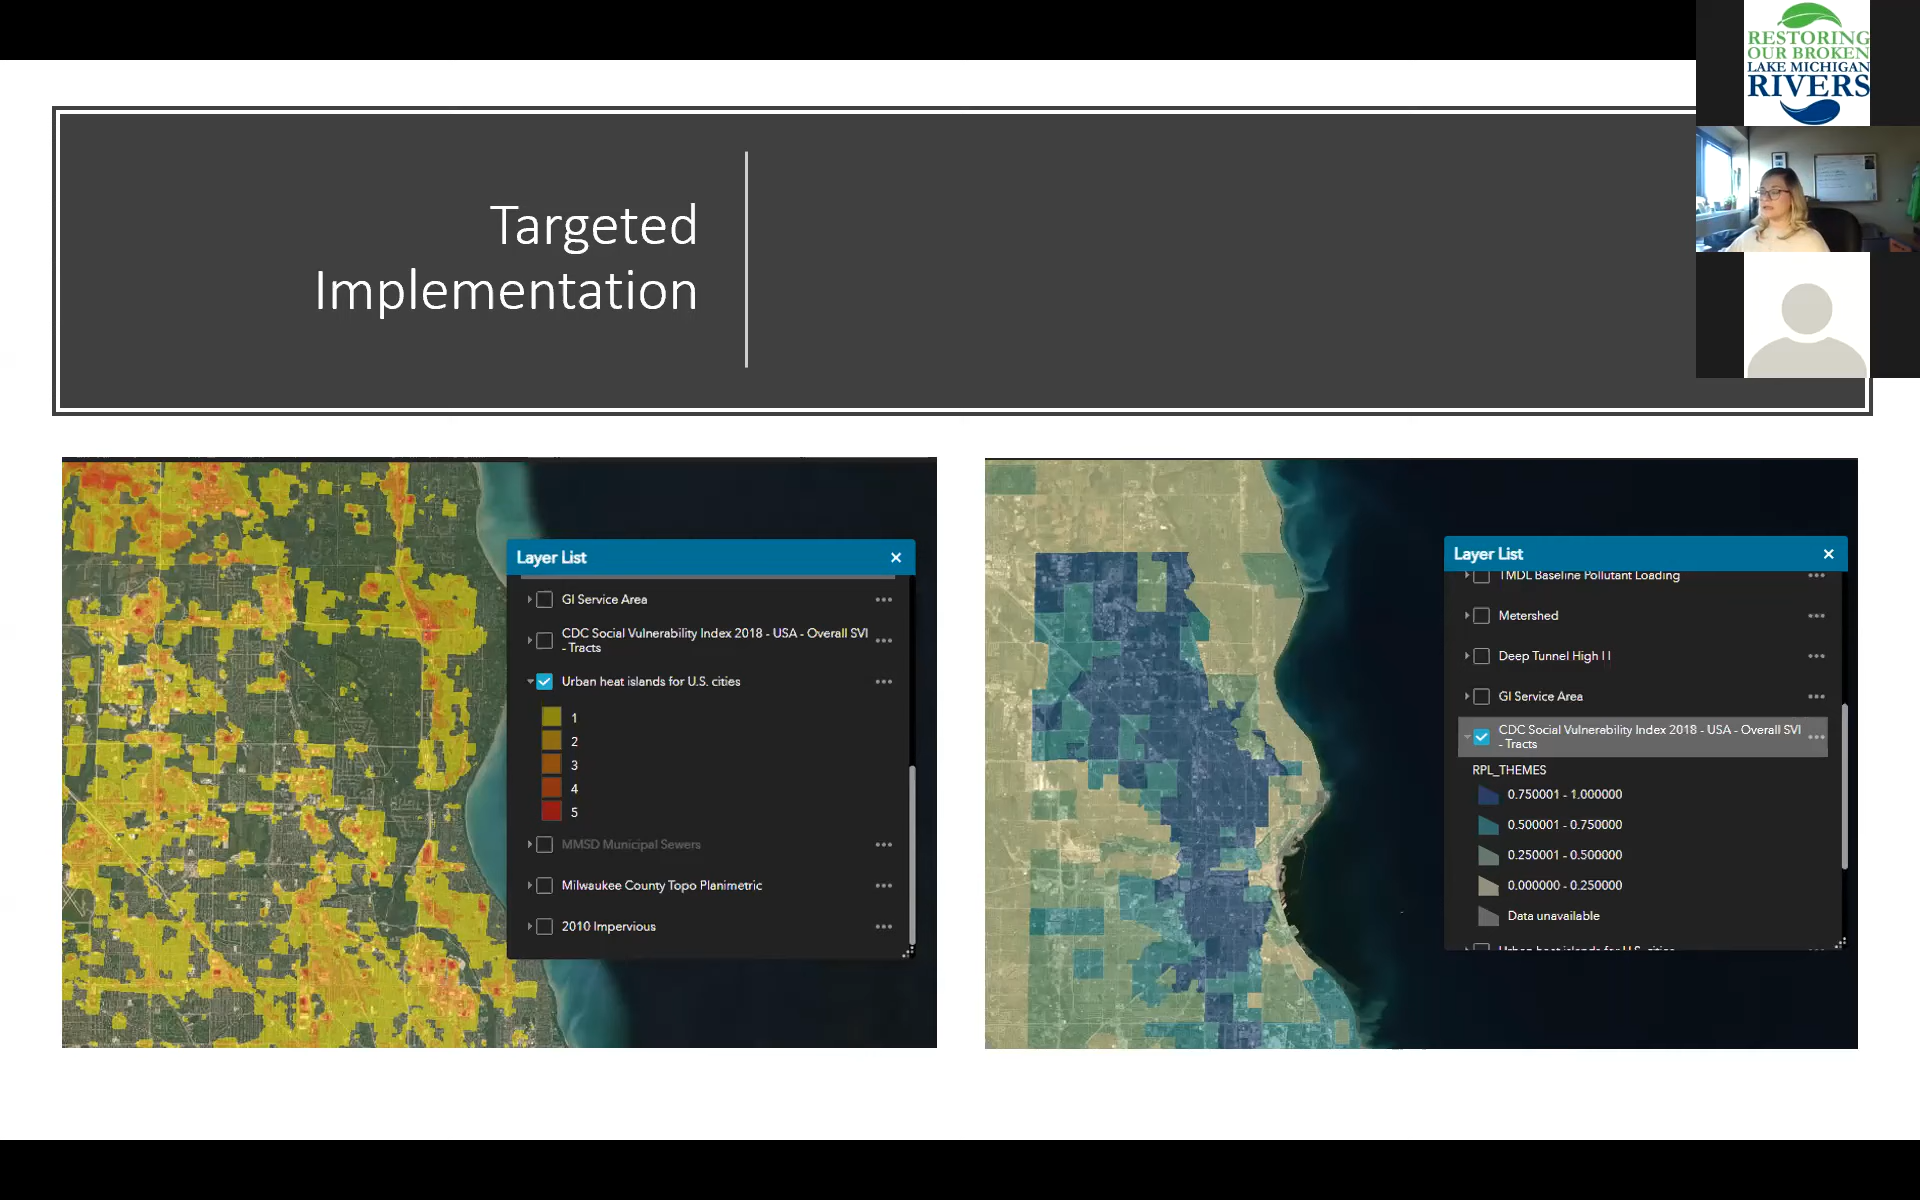 RESTORING
OUR BROKEN
LAKE MICHIGAN
RIVERS
Targeted
Implementation
Layer List
GI Service Area
CDC Social Vulnerability Index 2018 - USA - Overall SVI
- Tracts
Urban heat islands for U.S. cities
1
2
3
4
5
MMSD Municipal Sewers
Milwaukee County Topo Planimetric
2010 Impervious
Layer List
TMDL Baseline Pollutant Loading
Metershed
Deep Tunnel High I I
GI Service Area
CDC Social Vulnerability Index 2018 - USA - Overall SVI
- Tracts
RPL_THEMES
0.750001 - 1.000000
0.500001 - 0.750000
0.250001 - 0.500000
0.000000 - 0.250000
Data unavailable
Urban heat islands for U.S. cities